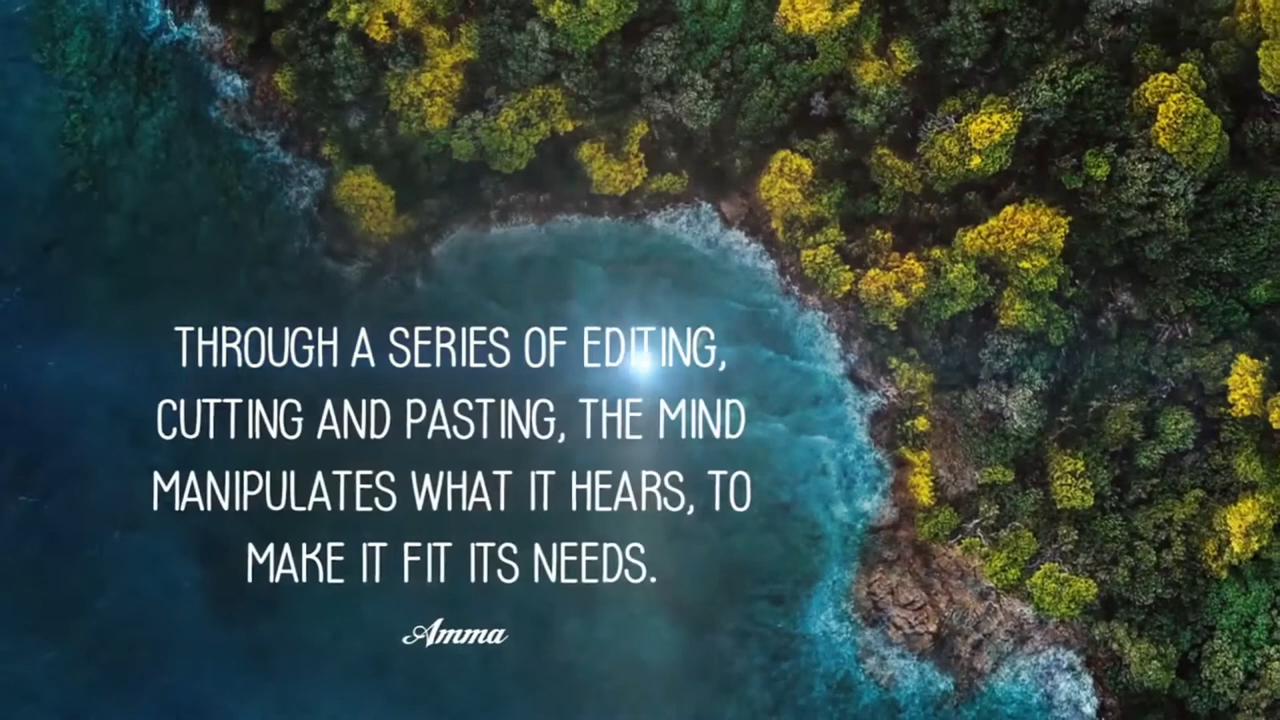 THROUGH A SERIES OF EDITING,
CUTTING AND PASTING, THE MIND
MANIPULATES WHAT IT HEARS, TO
MAKE IT FIT ITS NEEDS.
Amma